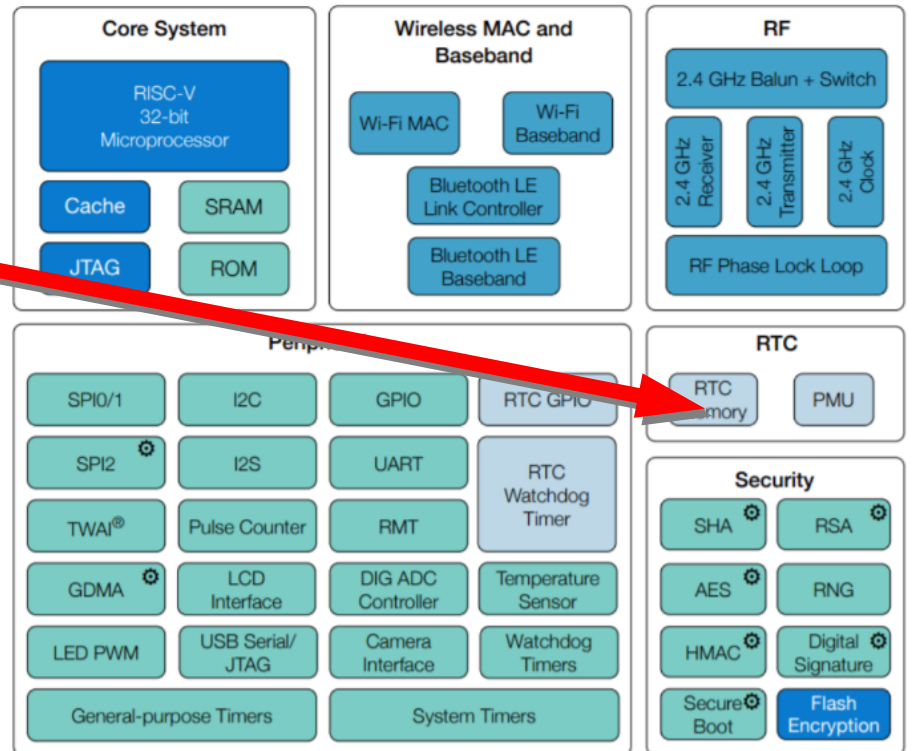 Core System
RISC-V
32-bit
Microprocessor
Cache
SRAM
JTAG
ROM
Wireless MAC and
Baseband
Wi-Fi MAC
Wi-Fi
Baseband
Bluetooth LE
Link Controller
Bluetooth LE
Baseband
RF
2.4 GHz Balun + Switch
2.4 GHz
Receiver
2.4 GHz
Transmitter
2.4 GHz
Clock
RF Phase Lock Loop
SPI0/1
I2C
GPIO
RTC GPIO
SPI2
I2S
UART
RTC
Watchdog
Timer
TWAI®
Pulse Counter
RMT
GDMA
LCD
Interface
DIG ADC
Controller
Temperature
Sensor
LED PWM
USB Serial/
JTAG
Camera
Interface
Watchdog
Timers
General-purpose Timers
System Timers
RTC
RTC
Memory
PMU
Security
SHA
RSA
AES
RNG
HMAC
Digital
Signature
Secure
Boot
Flash
Encryption